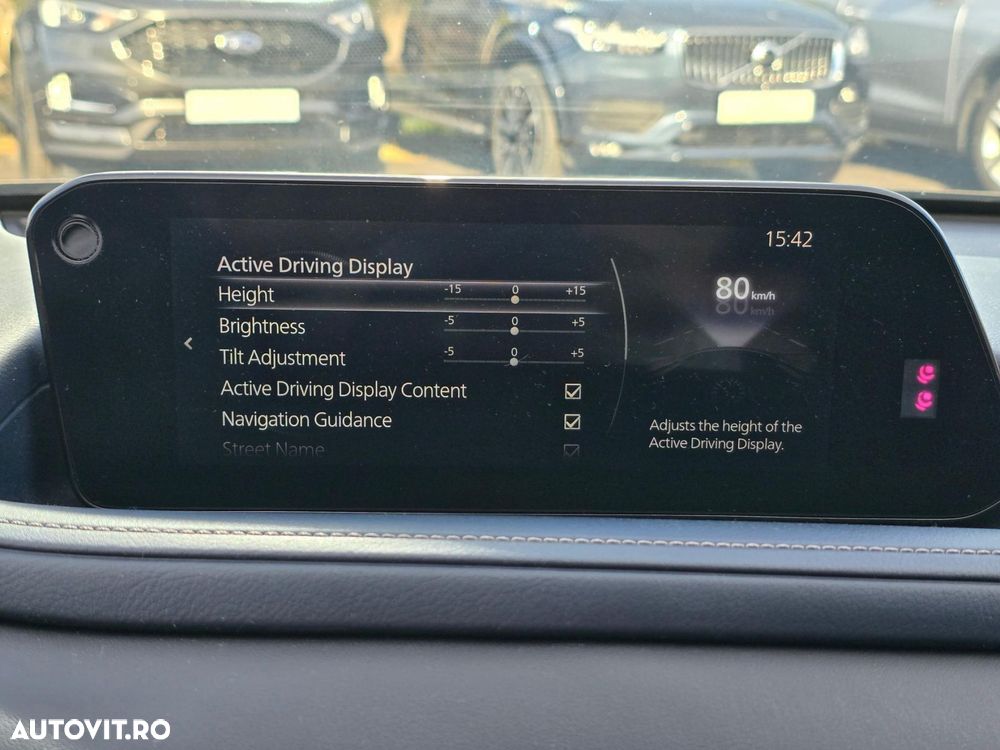 15:42
Active Driving Display
Height -15 0 +15
Brightness -5 0 +5
Tilt Adjustment -5 0 +5
Active Driving Display Content
Navigation Guidance
Street Name
80 km/h
80 km/h
Adjusts the height of the
Active Driving Display.
AUTOVIT.RO